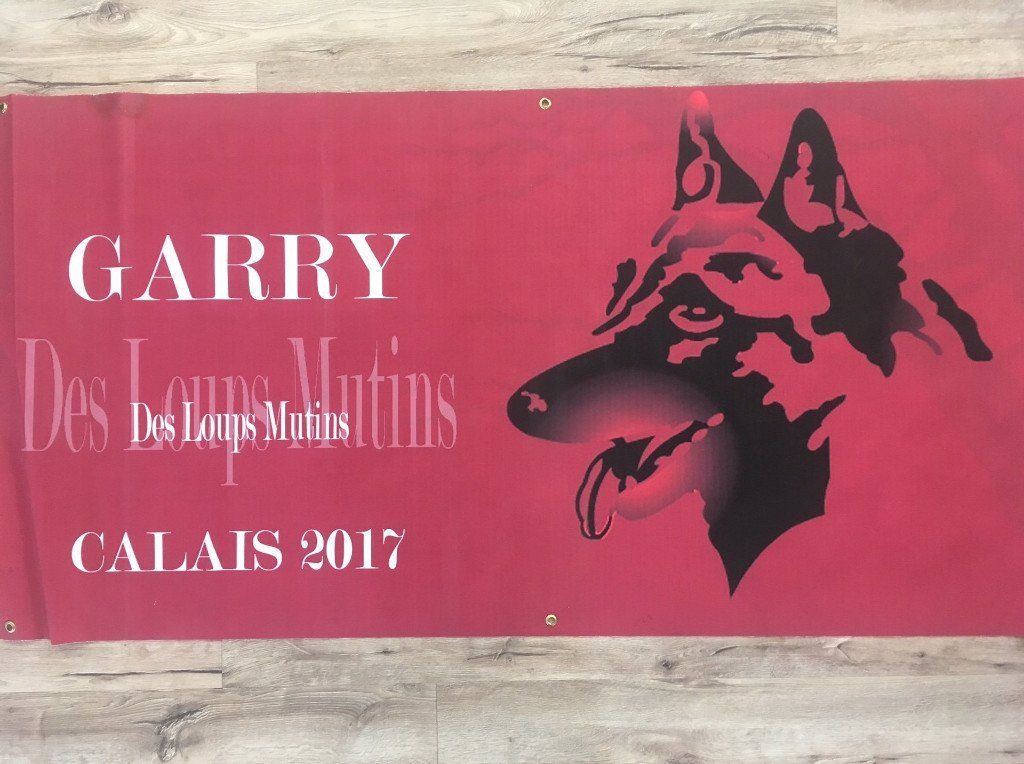 GARRY
Des Loups Mutins
Des Loups Mutins
CALAIS 2017